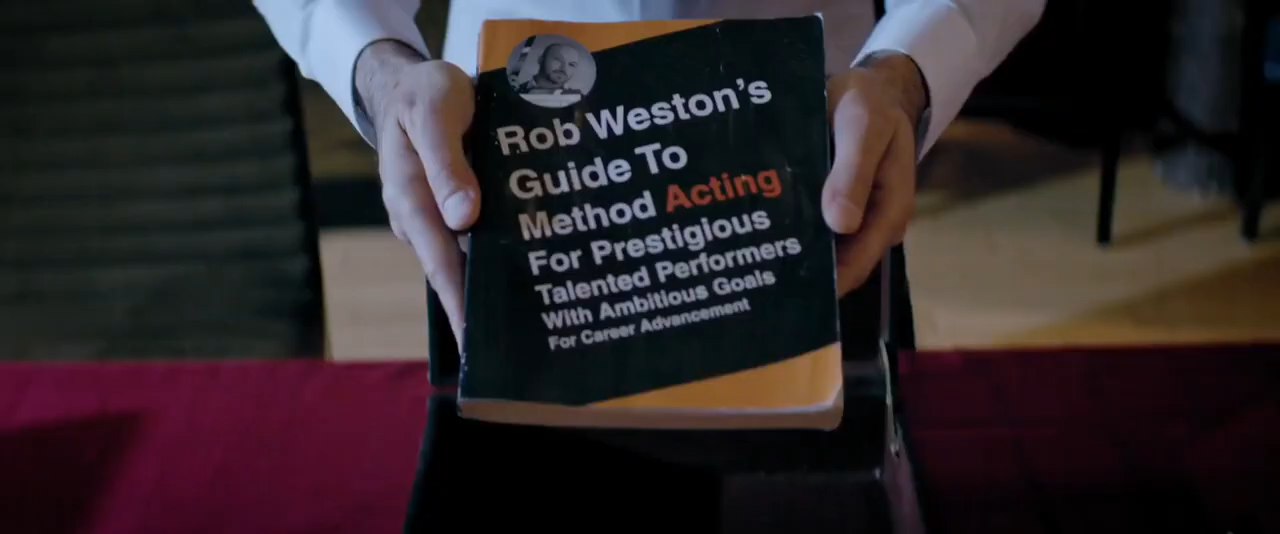 Rob Weston's
Guide To
Method Acting
For Prestigious
Talented Performers
With Ambitious Goals
For Career Advancement